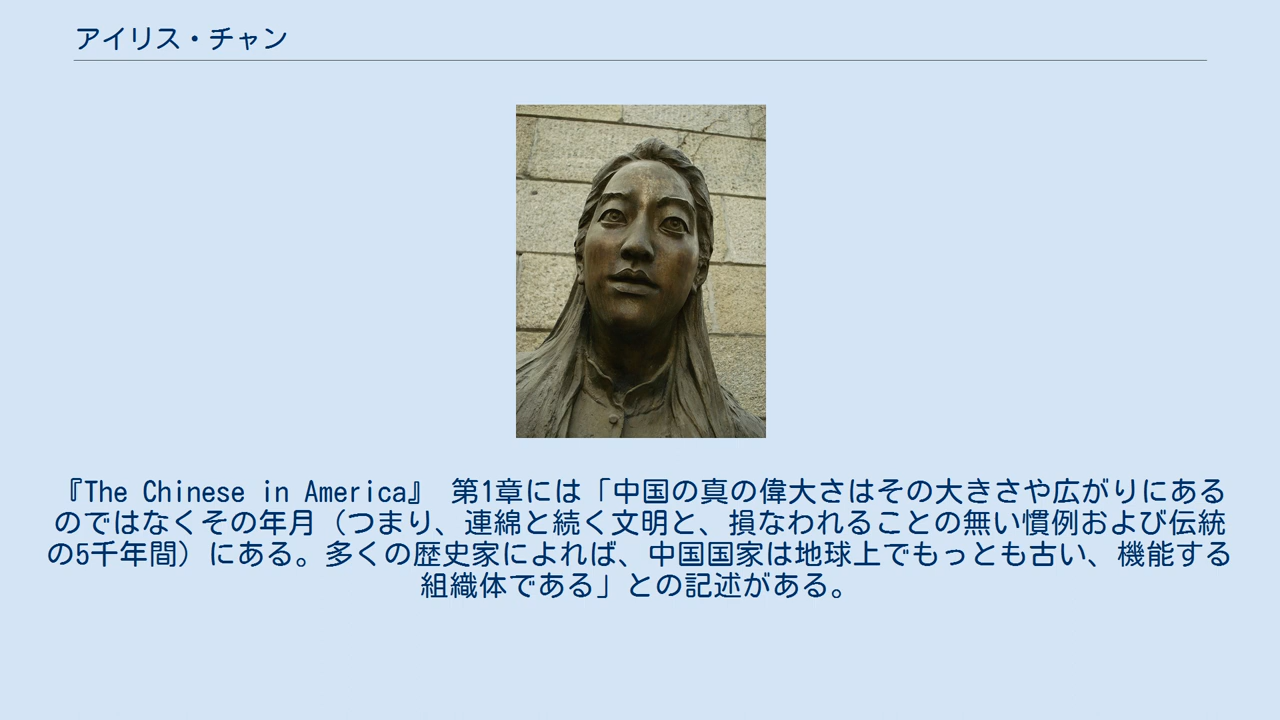 アイリス・チャン
『The Chinese in America』 第1章には「中国の真の偉大さはその大きさや広がりにある
のではなくその年月（つまり、連綿と続く文明と、損なわれることの無い慣例および伝統
の5千年間）にある。多くの歴史家によれば、中国国家は地球上でもっとも古い、機能する
組織体である」との記述がある。